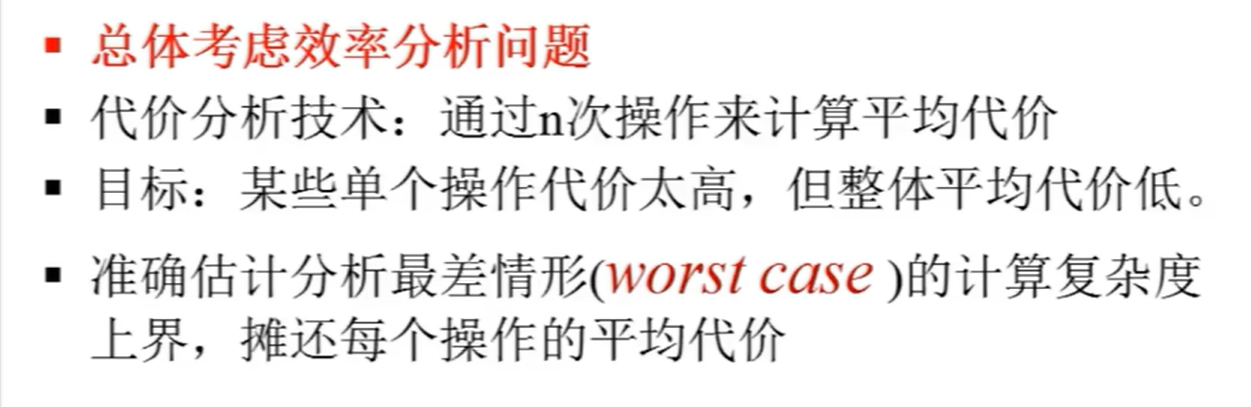 ▪ 总体考虑效率分析问题
▪ 代价分析技术：通过n次操作来计算平均代价
▪ 目标：某些单个操作代价太高，但整体平均代价低。
▪ 准确估计分析最差情形(worst case )的计算复杂度
上界，摊还每个操作的平均代价